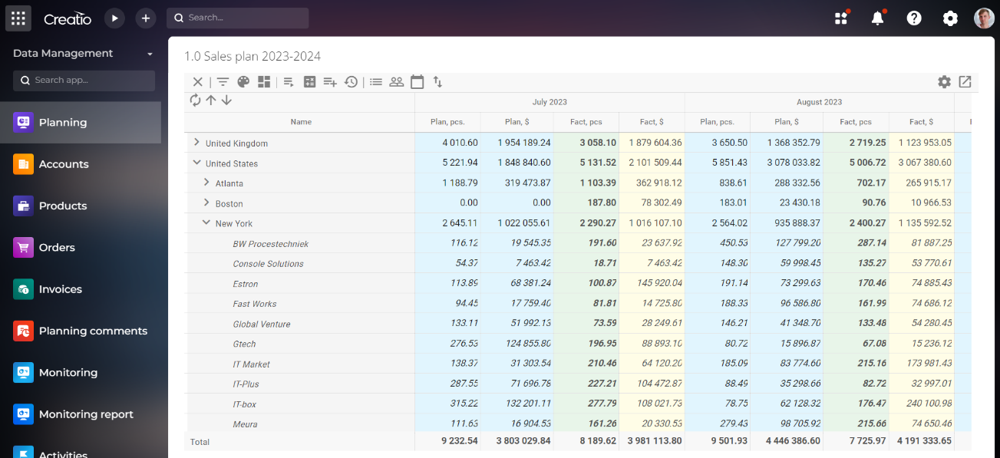 Creatio
Search...
Data Management
Search app...
Planning
Accounts
Products
Orders
Invoices
Planning comments
Monitoring
Monitoring report
Activities
1.0 Sales plan 2023-2024
July 2023 August 2023
Name Plan, pcs. Plan, $ Fact, pcs Fact, $ Plan, pcs. Plan, $ Fact, pcs Fact, $
United Kingdom 4 010.60 1 954 189.24 3 058.10 1 879 604.36 3 650.50 1 368 352.79 2 719.25 1 123 953.05
United States 5 221.94 1 848 840.60 5 131.52 2 101 509.44 5 851.43 3 078 033.82 5 006.72 3 067 380.60
Atlanta 1 188.79 319 473.87 1 103.39 362 918.12 838.61 288 332.56 702.17 265 915.17
Boston 0.00 0.00 187.80 78 302.49 183.01 23 430.18 90.76 10 966.53
New York 2 645.11 1 022 055.61 2 290.27 1 016 107.10 2 564.02 935 888.37 2 400.27 1 135 592.52
BW Procestechniek 116.12 19 545.35 191.60 23 637.92 450.53 127 799.20 287.14 81 887.25
Console Solutions 54.37 7 463.42 18.71 7 463.42 148.30 59 998.45 135.27 53 770.61
Estron 113.89 68 381.24 100.87 145 920.04 191.14 73 299.63 170.46 74 885.43
Fast Works 94.45 17 759.40 81.81 14 725.80 188.33 96 586.80 161.99 74 686.12
Global Venture 133.11 51 992.13 73.59 28 249.61 146.21 41 348.70 133.48 54 280.45
Gtech 276.53 124 855.80 196.95 88 893.10 80.72 15 896.87 67.08 15 236.12
IT Market 138.37 31 303.54 210.46 64 120.20 185.09 83 774.60 215.16 173 981.43
IT-Plus 287.55 71 696.78 227.21 104 472.87 88.49 35 298.66 82.72 32 997.01
IT-box 315.22 132 201.11 277.79 108 021.73 78.75 62 128.32 176.47 240 100.98
Meura 111.63 16 904.53 161.26 20 330.53 279.43 98 705.92 215.66 74 650.46
Total 9 232.54 3 803 029.84 8 189.62 3 981 113.80 9 501.93 4 446 386.60 7 725.97 4 191 333.65